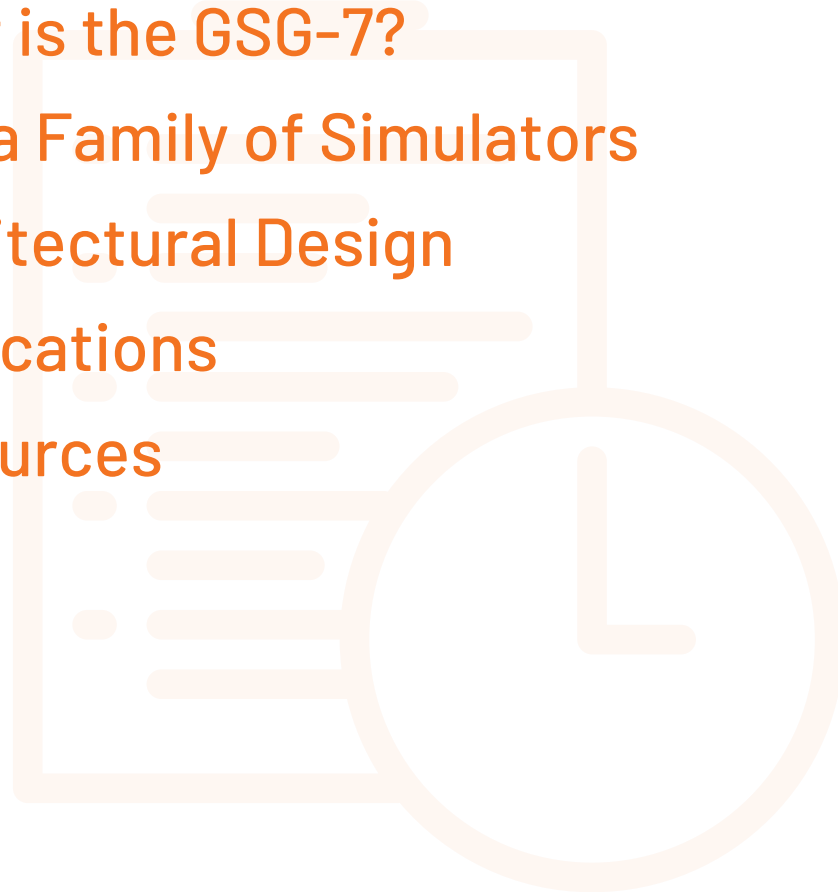 is the GSG-7?
a Family of Simulators
itectural Design
cations
urces